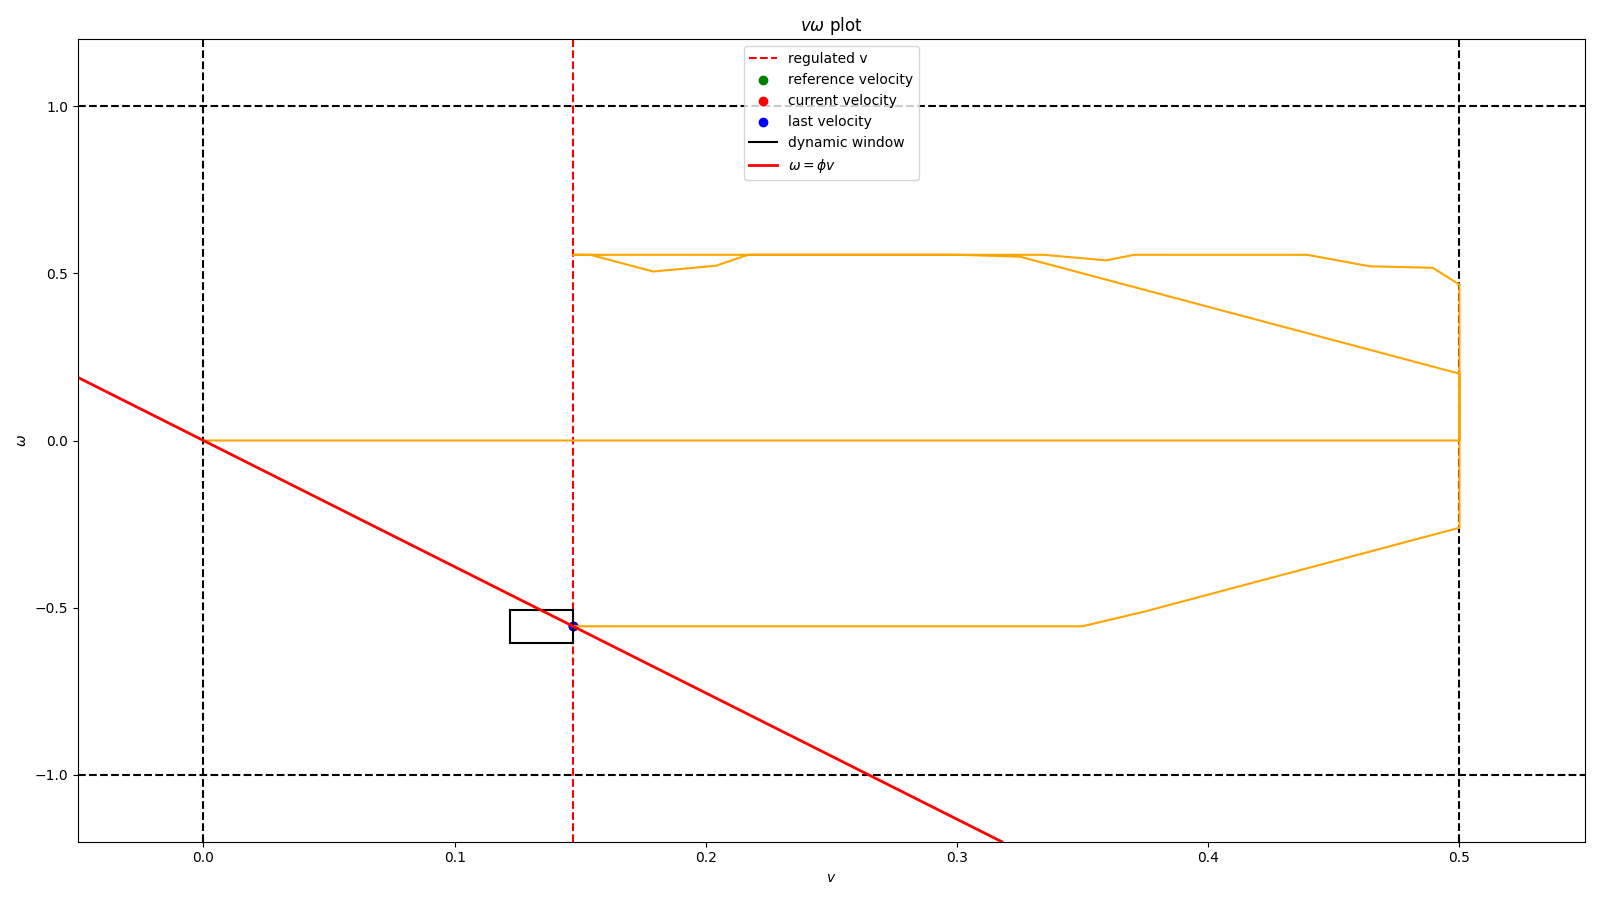 vω plot
regulated v
reference velocity
current velocity
last velocity
dynamic window
ω = ϕv
1.0
0.5
0.0
−0.5
−1.0
ω
0.0 0.1 0.2 0.3 0.4 0.5
v